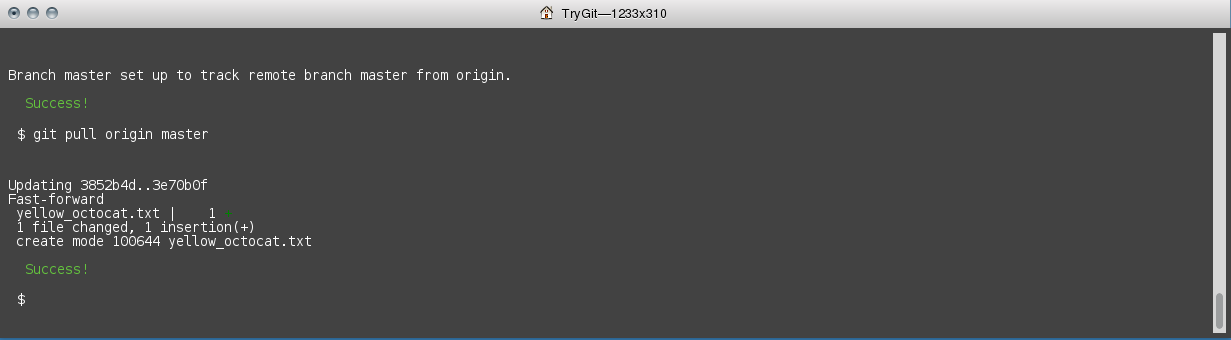 TryGit—1233x310
Branch master set up to track remote branch master from origin.
Success!
$ git pull origin master
Updating 3852b4d..3e70b0f
Fast-forward
yellow_octocat.txt |    1 +
1 file changed, 1 insertion(+)
create mode 100644 yellow_octocat.txt
Success!
$